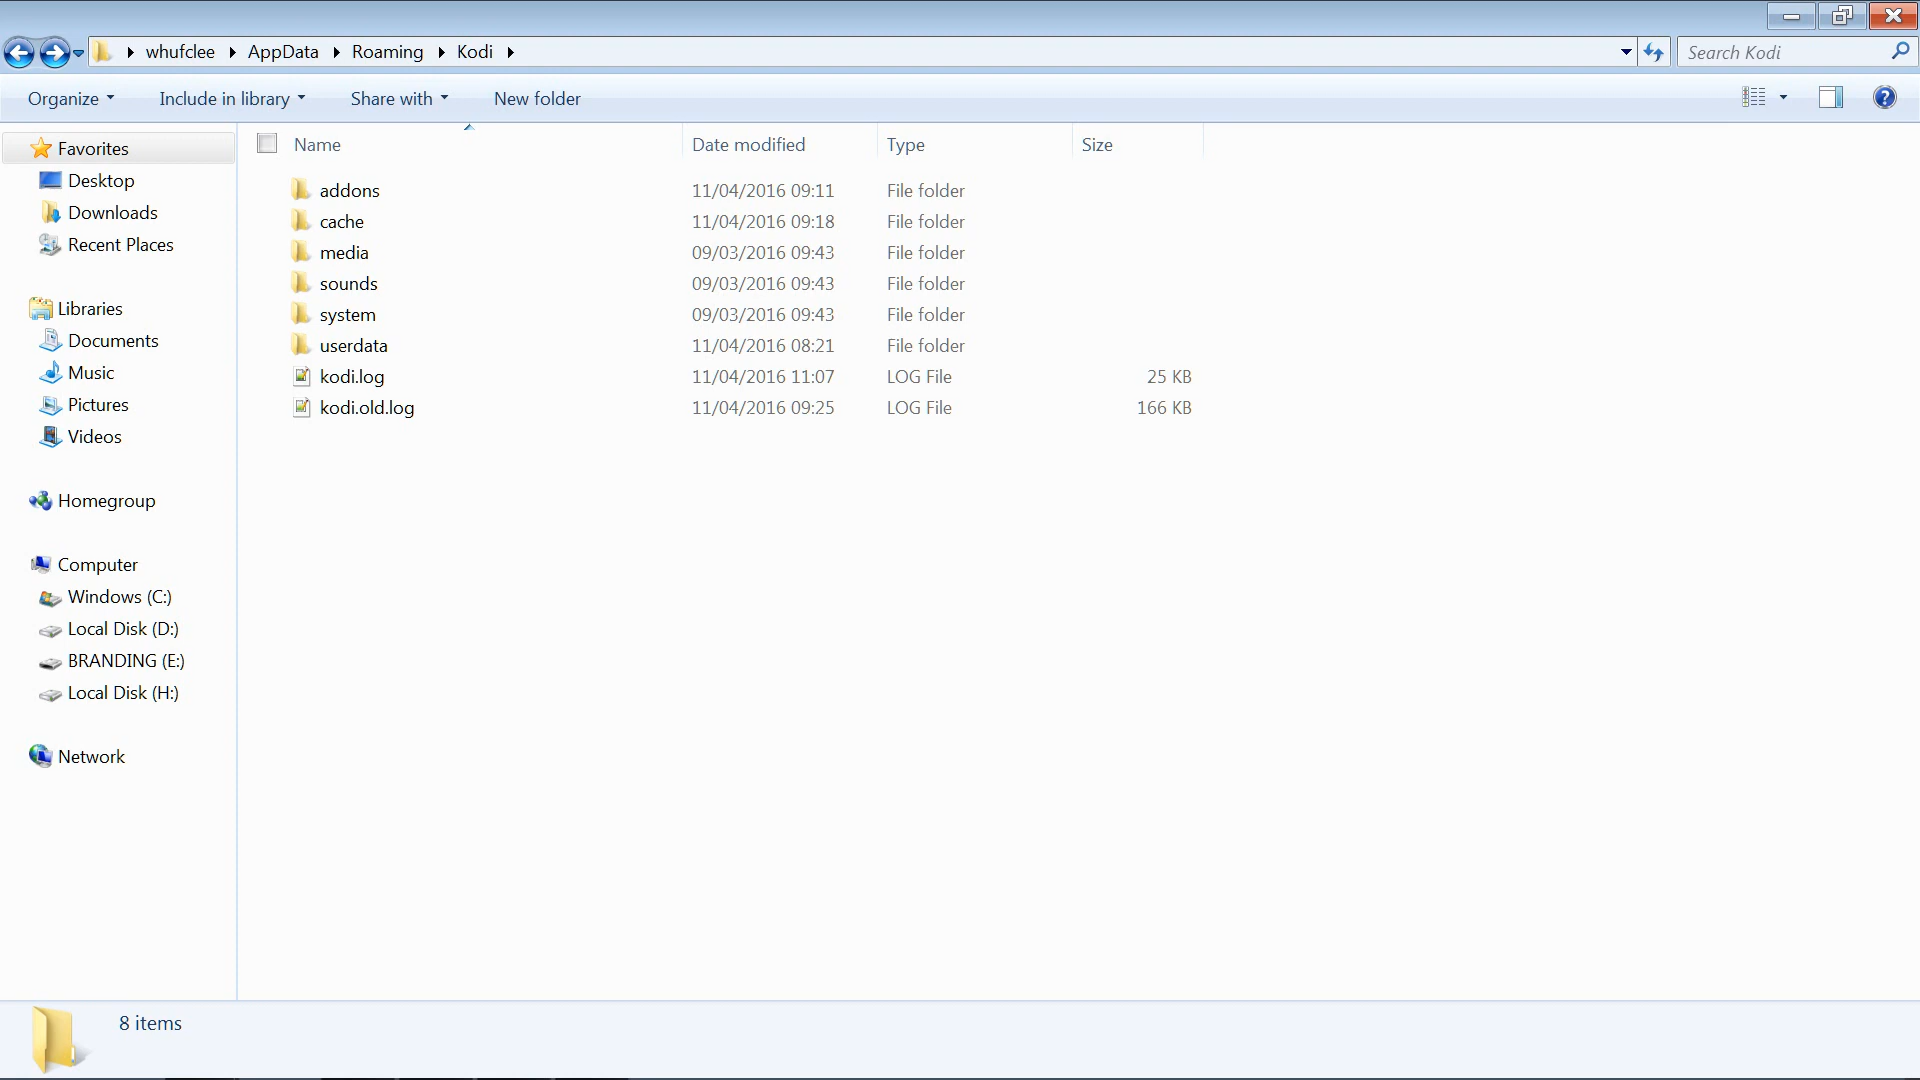 whufclee AppData Roaming Kodi
Search Kodi
Organize Include in library Share with New folder
Name Date modified Type Size
Favorites
Desktop
Downloads
Recent Places
Libraries
Documents
Music
Pictures
Videos
Homegroup
Computer
Windows (C:)
Local Disk (D:)
BRANDING (E:)
Local Disk (H:)
Network
addons 11/04/2016 09:11 File folder
cache 11/04/2016 09:18 File folder
media 09/03/2016 09:43 File folder
sounds 09/03/2016 09:43 File folder
system 09/03/2016 09:43 File folder
userdata 11/04/2016 08:21 File folder
kodi.log 11/04/2016 11:07 LOG File 25 KB
kodi.old.log 11/04/2016 09:25 LOG File 166 KB
8 items